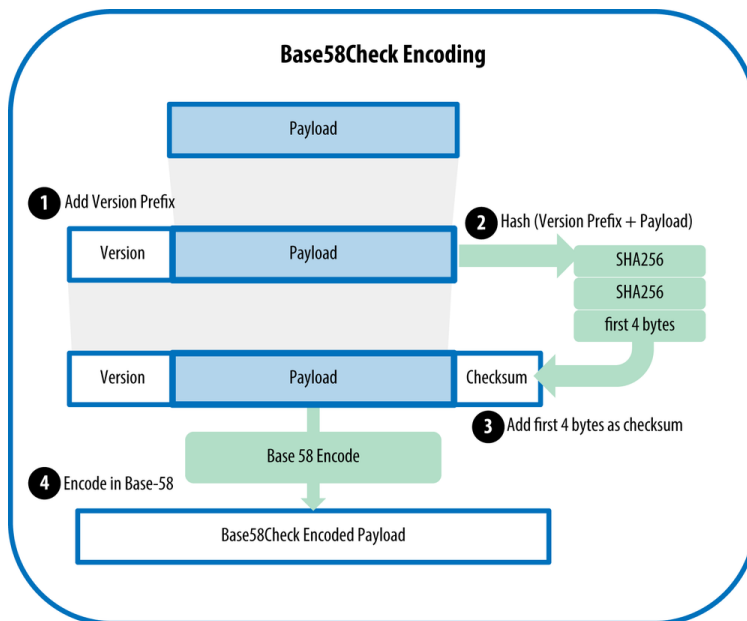 Base58Check Encoding
Payload
1 Add Version Prefix
2 Hash (Version Prefix + Payload)
Version Payload
SHA256
SHA256
first 4 bytes
Version Payload Checksum
3 Add first 4 bytes as checksum
Base 58 Encode
4 Encode in Base-58
Base58Check Encoded Payload